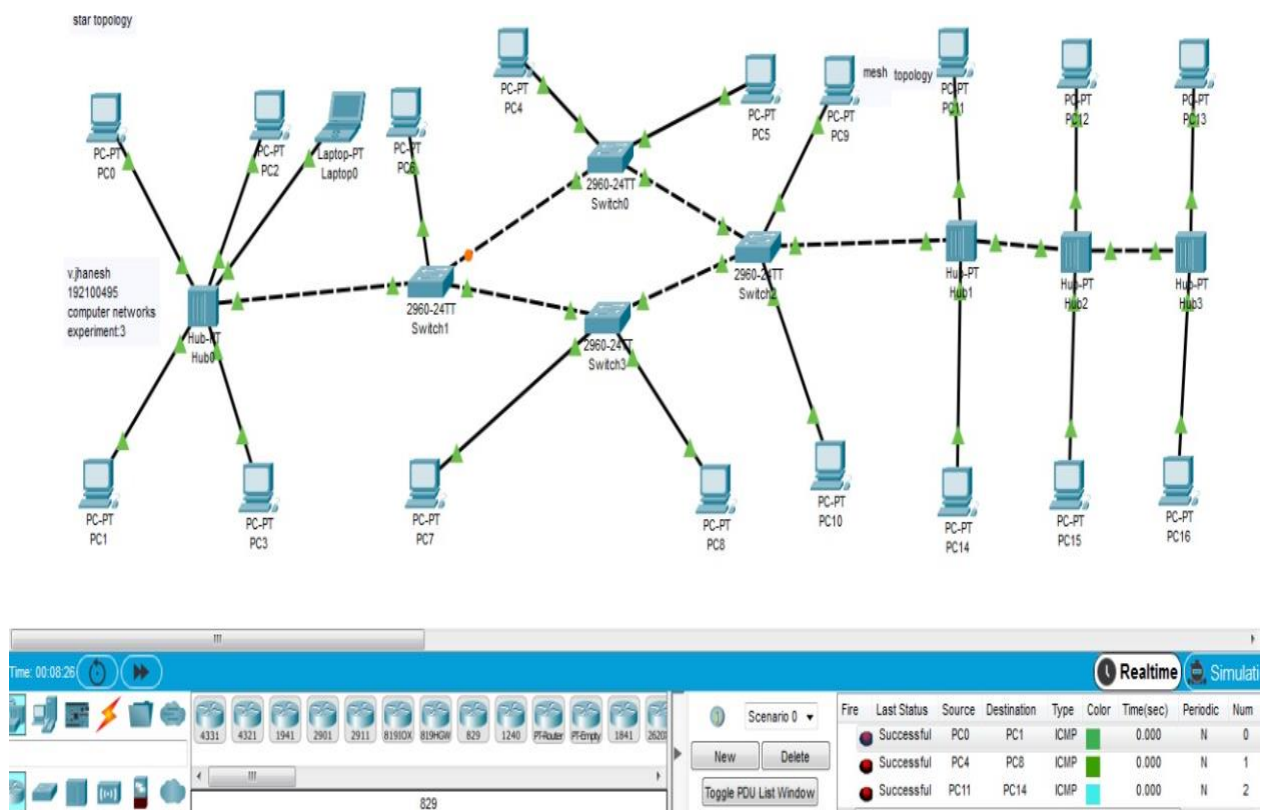 star topology
PC-PT
PC0
PC-PT
PC2
Laptop-PT
Laptop0
PC-PT
PC6
PC-PT
PC4
PC-PT
PC5
PC-PT
PC9
mesh topology
PC-PT
PC11
PC-PT
PC12
PC-PT
PC13
2960-24TT
Switch0
v.jhanesh
192100495
computer networks
experiment:3
Hub-PT
Hub0
2960-24TT
Switch1
2960-24TT
Switch3
2960-24TT
Switch2
Hub-PT
Hub1
Hub-PT
Hub2
Hub-PT
Hub3
PC-PT
PC1
PC-PT
PC3
PC-PT
PC7
PC-PT
PC8
PC-PT
PC10
PC-PT
PC14
PC-PT
PC15
PC-PT
PC16
Time: 00:08:26
Realtime
Simulati
4331 4321 1941 2901 2911 819IOX 819HGW 829 1240 PT-Router PT-Empty 1841
829
Scenario 0
New
Delete
Toggle PDU List Window
Fire Last Status Source Destination Type Color Time(sec) Periodic Num
Successful PC0 PC1 ICMP 0.000 N 0
Successful PC4 PC8 ICMP 0.000 N 1
Successful PC11 PC14 ICMP 0.000 N 2